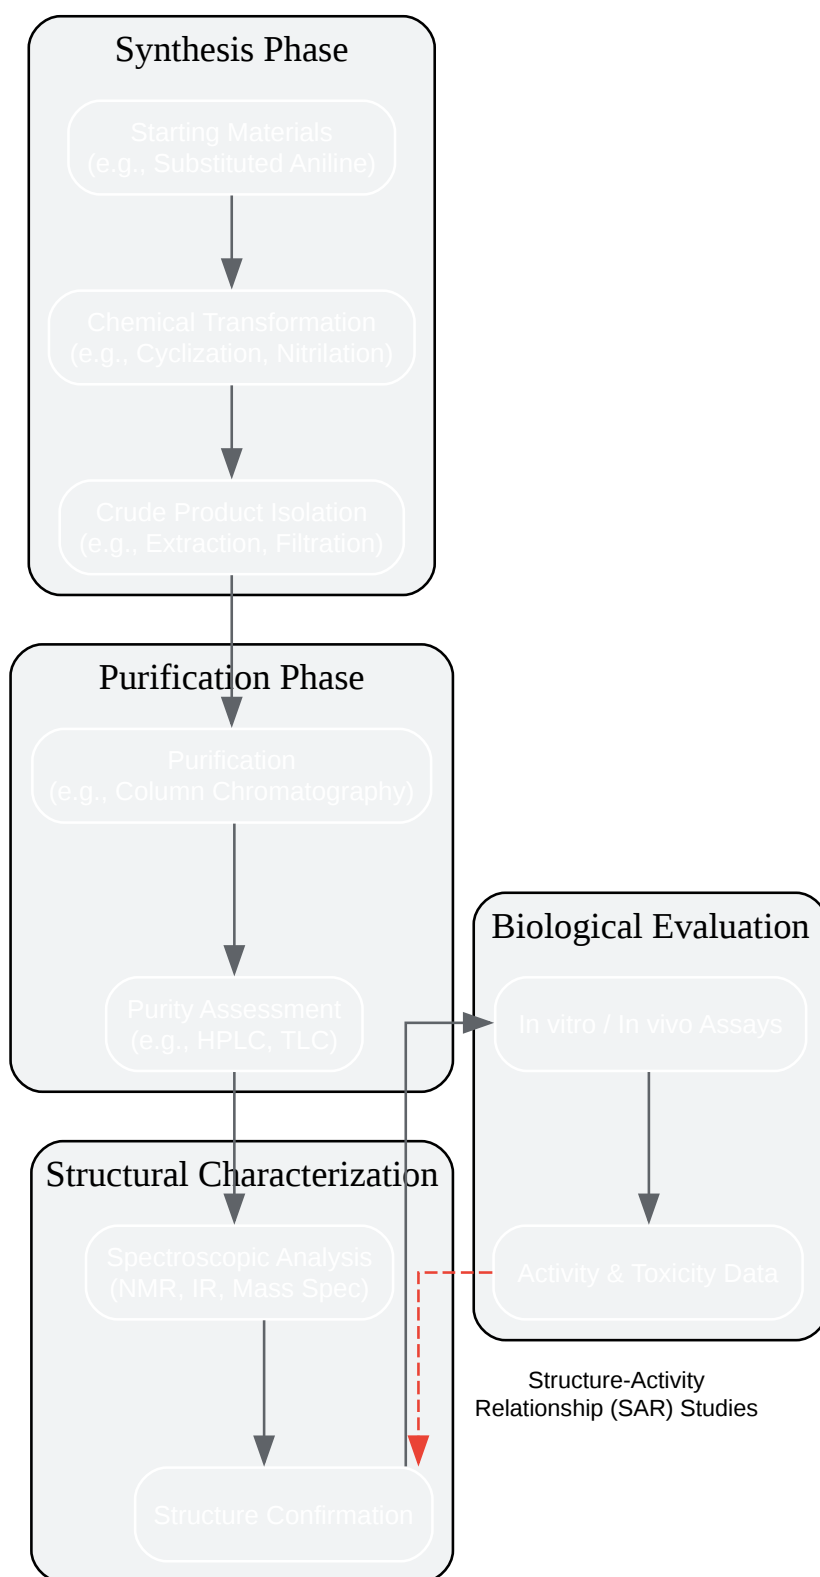 Synthesis Phase
Starting Materials
(e.g., Substituted Aniline)
Chemical Transformation
(e.g., Cyclization, Nitrilation)
Crude Product Isolation
(e.g., Extraction, Filtration)
Purification Phase
Purification
(e.g., Column Chromatography)
Purity Assessment
(e.g., HPLC, TLC)
Biological Evaluation
In vitro / In vivo Assays
Activity & Toxicity Data
Structure-Activity
Relationship (SAR) Studies
Structural Characterization
Spectroscopic Analysis
(NMR, IR, Mass Spec)
Structure Confirmation